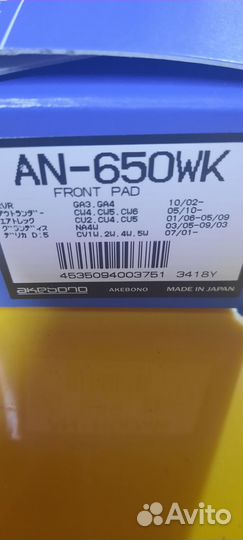 AN-650WK
FRONT PAD
RVR GA3.GA4 10/02-
アウトランダー CW4.CW5.CW6 05/10-
エアトレック CU2.CU4.CU5 01/06-05/09
グランディス NA4W 03/05-09/03
デリカ D:5 CV1W.2W.4W.5W 07/01-
4535094003751 3418Y
akebono AKEBONO MADE IN JAPAN
Avito